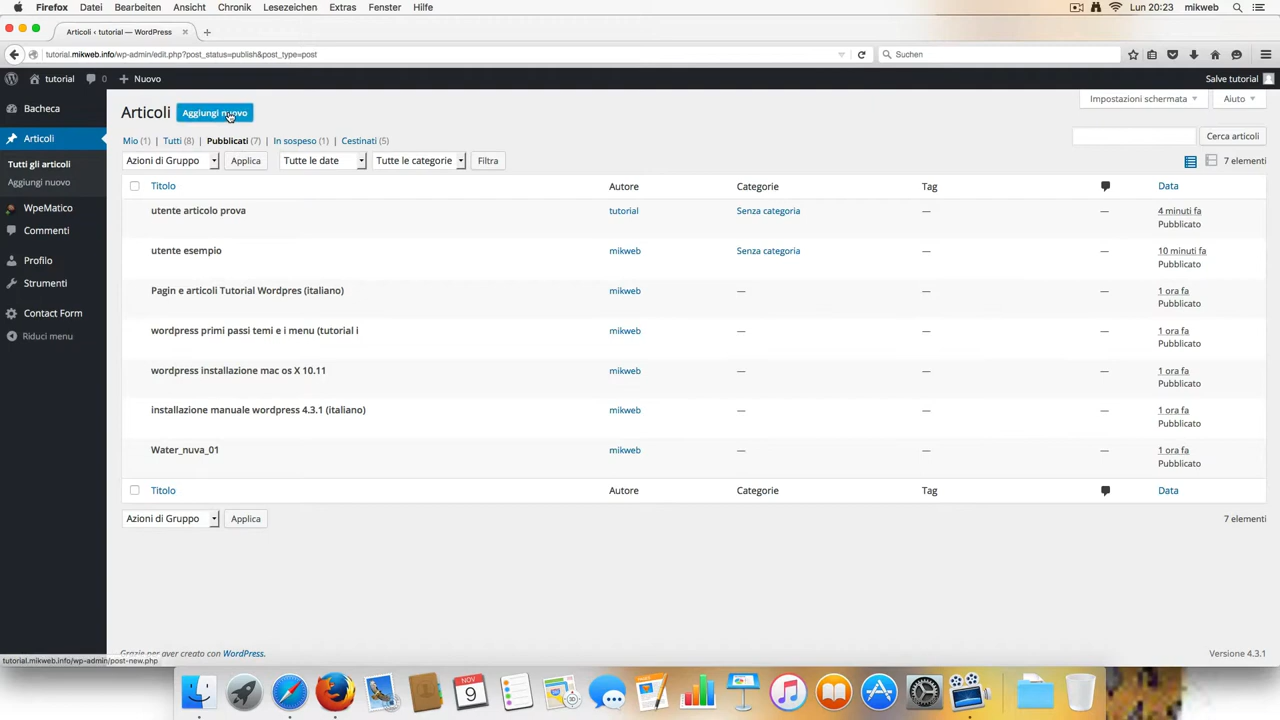 Firefox Datei Bearbeiten Ansicht Chronik Lesezeichen Extras Fenster Hilfe Lun 20:23 mikweb
Articoli ‹ tutorial — WordPress
tutorial.mikweb.info/wp-admin/edit.php?post_status=publish&post_type=post Suchen
tutorial 0 Nuovo Salve tutorial
Bacheca
Articoli
Tutti gli articoli
Aggiungi nuovo
WpeMatico
Commenti
Profilo
Strumenti
Contact Form
Riduci menu
Impostazioni schermata Aiuto
Articoli Aggiungi nuovo
Mio (1) | Tutti (8) | Pubblicati (7) | In sospeso (1) | Cestinati (5) Cerca articoli
Azioni di Gruppo Applica Tutte le date Tutte le categorie Filtra 7 elementi
Titolo Autore Categorie Tag Data
utente articolo prova tutorial Senza categoria — — 4 minuti fa
Pubblicato
utente esempio mikweb Senza categoria — — 10 minuti fa
Pubblicato
Pagin e articoli Tutorial Wordpres (italiano) mikweb — — — 1 ora fa
Pubblicato
wordpress primi passi temi e i menu (tutorial i mikweb — — — 1 ora fa
Pubblicato
wordpress installazione mac os X 10.11 mikweb — — — 1 ora fa
Pubblicato
installazione manuale wordpress 4.3.1 (italiano) mikweb — — — 1 ora fa
Pubblicato
Water_nuva_01 mikweb — — — 1 ora fa
Pubblicato
Titolo Autore Categorie Tag Data
Azioni di Gruppo Applica 7 elementi
Grazie per aver creato con WordPress. Versione 4.3.1
tutorial.mikweb.info/wp-admin/post-new.php
NOV
9